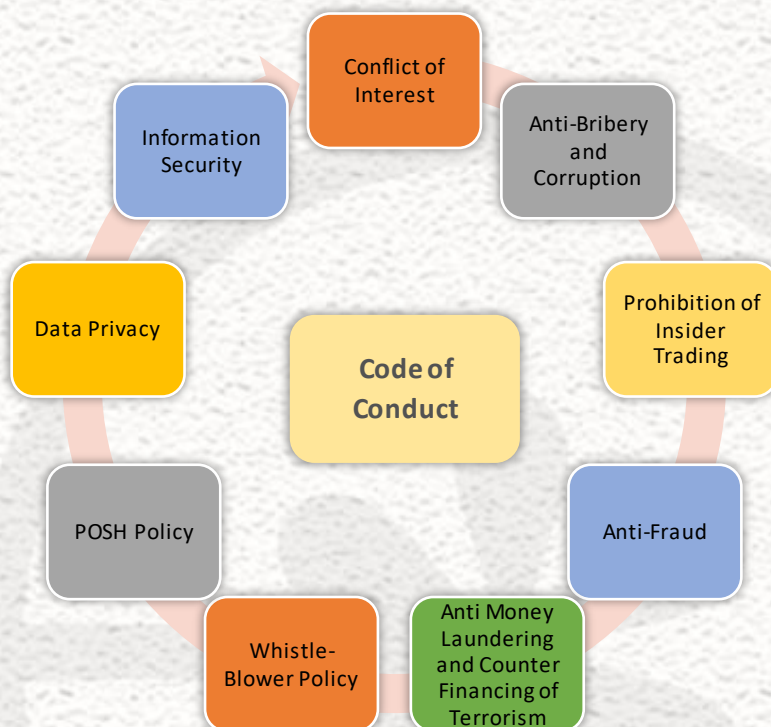 Conflict of
Interest
Anti-Bribery
and
Corruption
Prohibition of
Insider
Trading
Anti-Fraud
Anti Money
Laundering
and Counter
Financing of
Terrorism
Whistle-
Blower Policy
POSH Policy
Data Privacy
Information
Security
Code of
Conduct